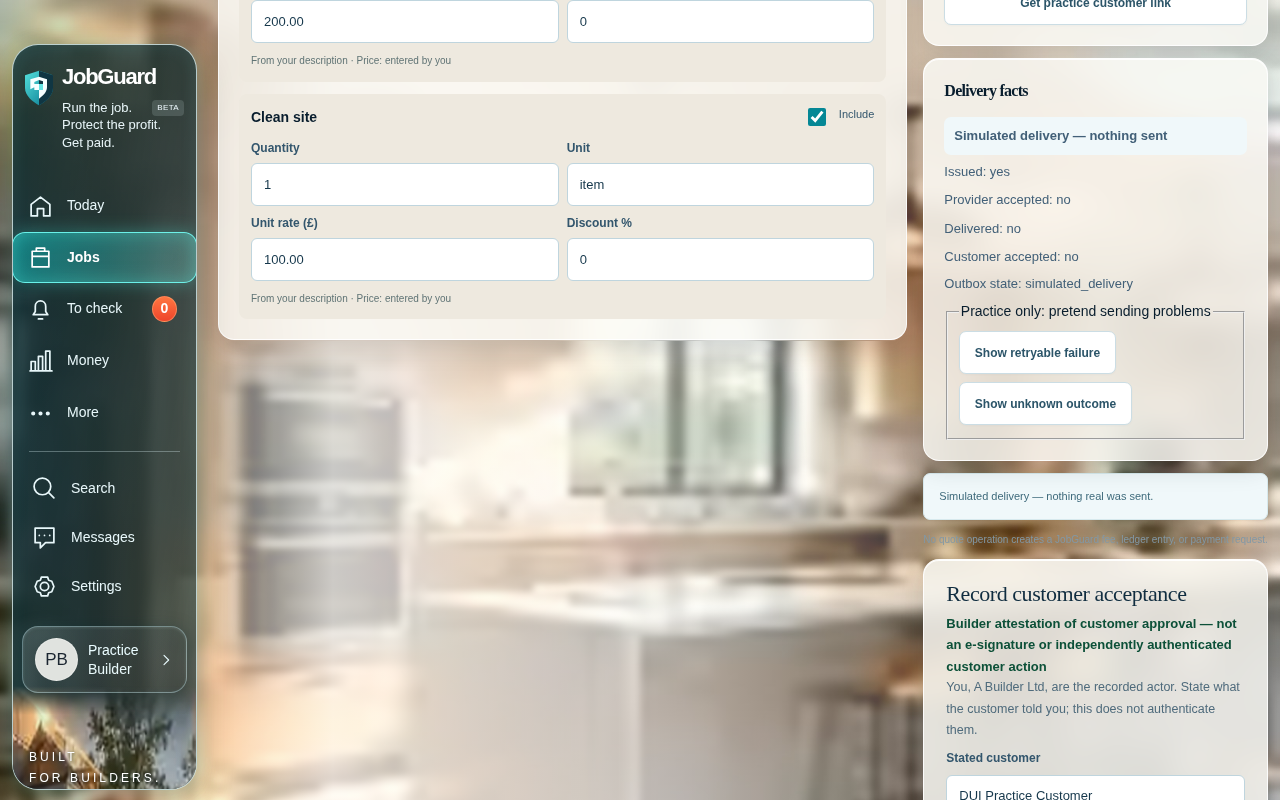 JobGuard
Run the job.
BETA
Protect the profit.
Get paid.
Today
Jobs
To check
0
Money
More
Search
Messages
Settings
PB
Practice
Builder
BUILT
FOR BUILDERS.
200.00
0
From your description · Price: entered by you
Clean site
Include
Quantity
Unit
1
item
Unit rate (£)
Discount %
100.00
0
From your description · Price: entered by you
Get practice customer link
Delivery facts
Simulated delivery — nothing sent
Issued: yes
Provider accepted: no
Delivered: no
Customer accepted: no
Outbox state: simulated_delivery
Practice only: pretend sending problems
Show retryable failure
Show unknown outcome
Simulated delivery — nothing real was sent.
quote operation creates a ledger entry, or payment request.
Record customer acceptance
Builder attestation of customer approval — not
an e-signature or independently authenticated
customer action
You, A Builder Ltd, are the recorded actor. State what
the customer told you; this does not authenticate
them.
Stated customer
DUI Practice Customer